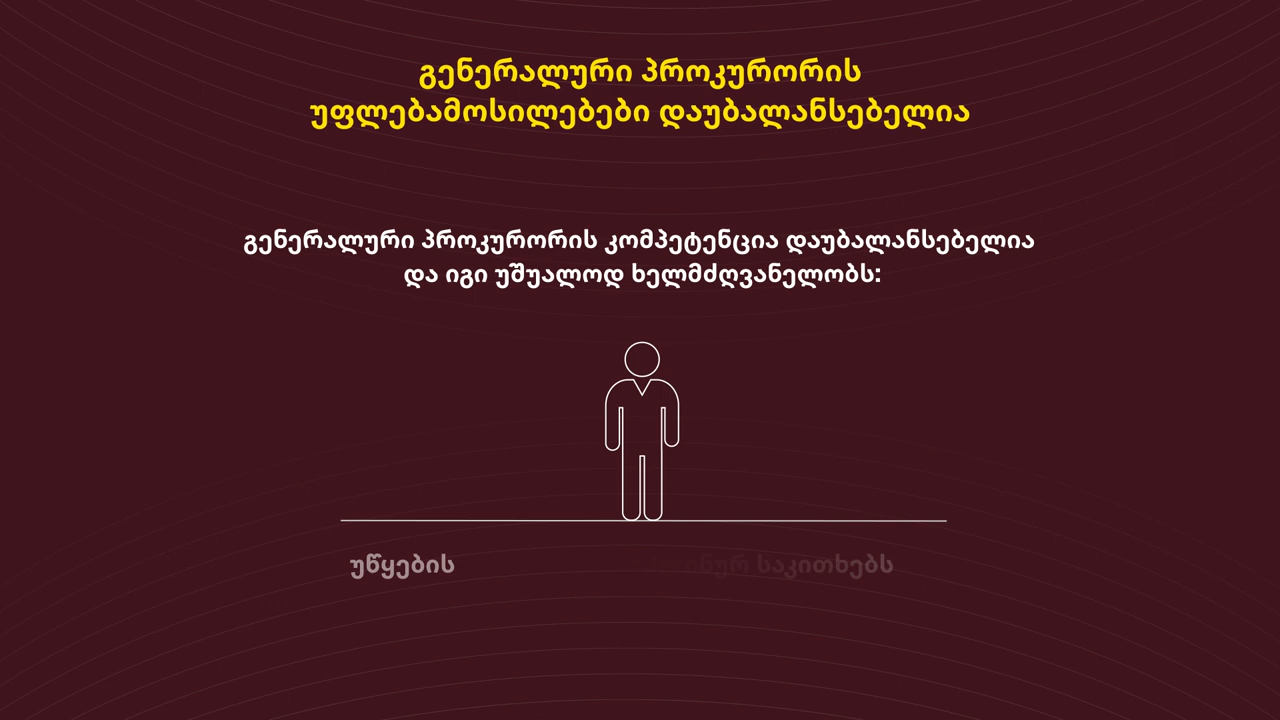 გენერალური პროკურორის
უფლებამოსილებები დაუბალანსებელია
გენერალური პროკურორის კომპეტენცია დაუბალანსებელია
და იგი უშუალოდ ხელმძღვანელობს:
უწყების საკითხებს